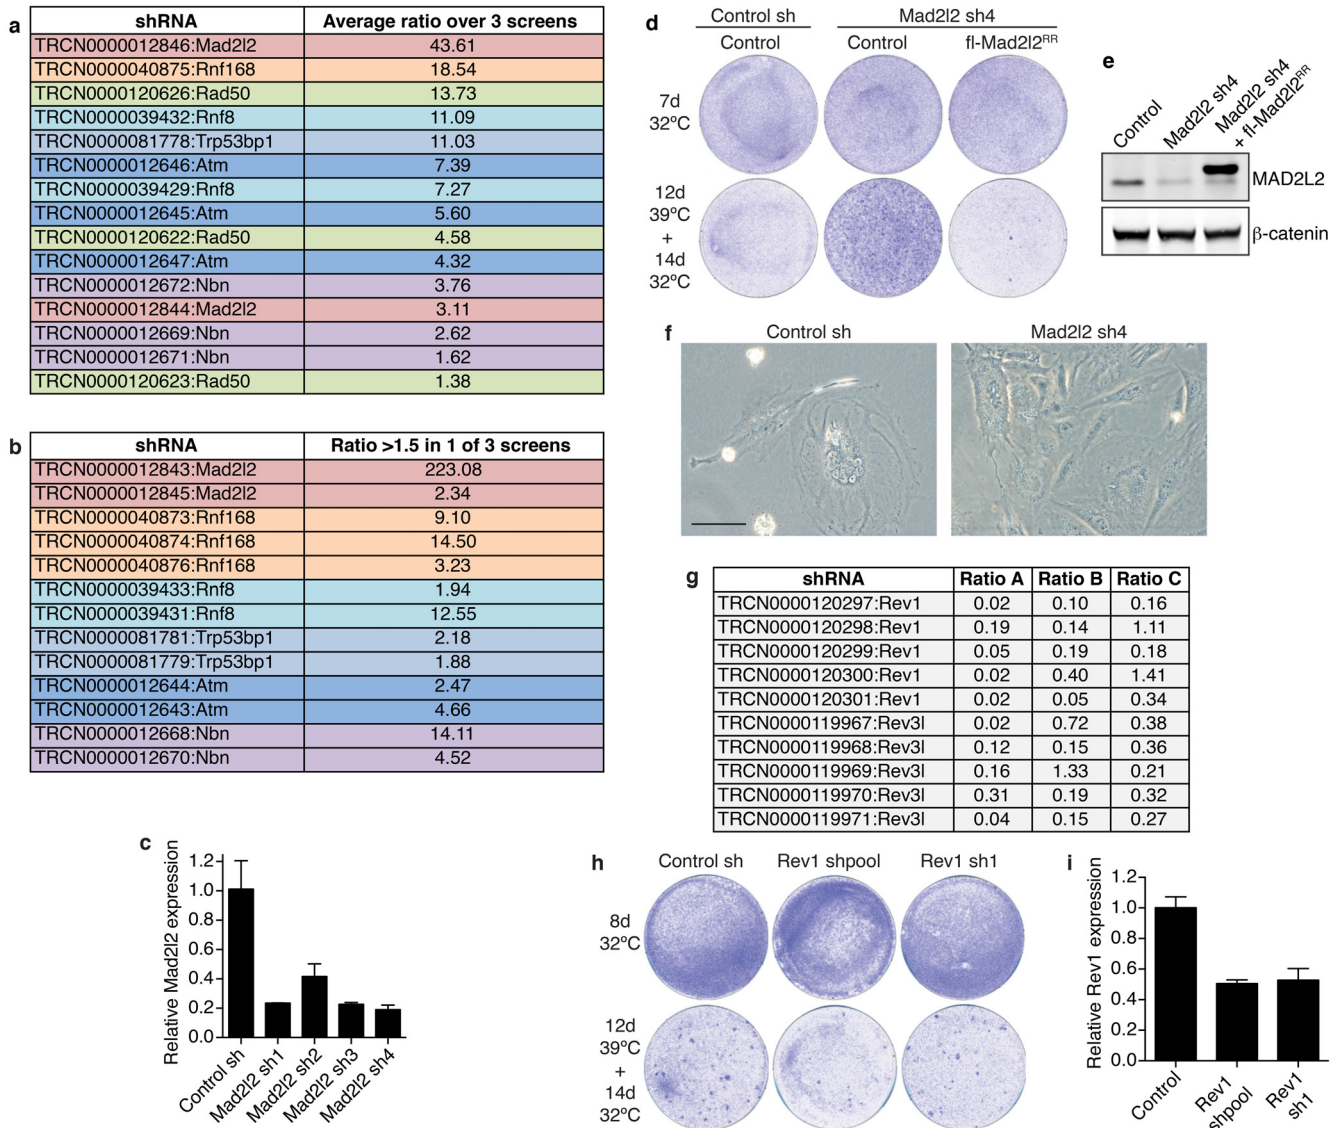 a
shRNA Average ratio over 3 screens
TRCN0000012846:Mad2l2 43.61
TRCN0000040875:Rnf168 18.54
TRCN0000120626:Rad50 13.73
TRCN0000039432:Rnf8 11.09
TRCN0000081778:Trp53bp1 11.03
TRCN0000012646:Atm 7.39
TRCN0000039429:Rnf8 7.27
TRCN0000012645:Atm 5.60
TRCN0000120622:Rad50 4.58
TRCN0000012647:Atm 4.32
TRCN0000012672:Nbn 3.76
TRCN0000012844:Mad2l2 3.11
TRCN0000012669:Nbn 2.62
TRCN0000012671:Nbn 1.62
TRCN0000120623:Rad50 1.38
b
shRNA Ratio >1.5 in 1 of 3 screens
TRCN0000012843:Mad2l2 223.08
TRCN0000012845:Mad2l2 2.34
TRCN0000040873:Rnf168 9.10
TRCN0000040874:Rnf168 14.50
TRCN0000040876:Rnf168 3.23
TRCN0000039433:Rnf8 1.94
TRCN0000039431:Rnf8 12.55
TRCN0000081781:Trp53bp1 2.18
TRCN0000081779:Trp53bp1 1.88
TRCN0000012644:Atm 2.47
TRCN0000012643:Atm 4.66
TRCN0000012668:Nbn 14.11
TRCN0000012670:Nbn 4.52
c
Relative Mad2l2 expression
1.2
1.0
0.8
0.6
0.4
0.2
0.0
Control sh
Mad2l2 sh1
Mad2l2 sh2
Mad2l2 sh3
Mad2l2 sh4
d
Control sh Mad2l2 sh4
Control Control fl-Mad2l2RR
7d
32ºC
12d
39ºC
+
14d
32ºC
e
Control
Mad2l2 sh4
Mad2l2 sh4
+ fl-Mad2l2RR
MAD2L2
β-catenin
f
Control sh Mad2l2 sh4
g
shRNA Ratio A Ratio B Ratio C
TRCN0000120297:Rev1 0.02 0.10 0.16
TRCN0000120298:Rev1 0.19 0.14 1.11
TRCN0000120299:Rev1 0.05 0.19 0.18
TRCN0000120300:Rev1 0.02 0.40 1.41
TRCN0000120301:Rev1 0.02 0.05 0.34
TRCN0000119967:Rev3l 0.02 0.72 0.38
TRCN0000119968:Rev3l 0.12 0.15 0.36
TRCN0000119969:Rev3l 0.16 1.33 0.21
TRCN0000119970:Rev3l 0.31 0.19 0.32
TRCN0000119971:Rev3l 0.04 0.15 0.27
h
Control sh Rev1 shpool Rev1 sh1
8d
32ºC
12d
39ºC
+
14d
32ºC
i
Relative Rev1 expression
1.2
1.0
0.8
0.6
0.4
0.2
0.0
Control
Rev1
shpool
Rev1
sh1